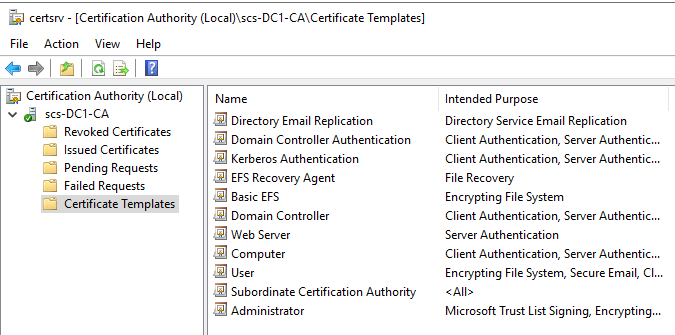 certsrv - [Certification Authority (Local)\scs-DC1-CA\Certificate Templates]
File Action View Help
Certification Authority (Local)
scs-DC1-CA
Revoked Certificates
Issued Certificates
Pending Requests
Failed Requests
Certificate Templates
Name Intended Purpose
Directory Email Replication Directory Service Email Replication
Domain Controller Authentication Client Authentication, Server Authentic...
Kerberos Authentication Client Authentication, Server Authentic...
EFS Recovery Agent File Recovery
Basic EFS Encrypting File System
Domain Controller Client Authentication, Server Authentic...
Web Server Server Authentication
Computer Client Authentication, Server Authentic...
User Encrypting File System, Secure Email, Cl...
Subordinate Certification Authority <All>
Administrator Microsoft Trust List Signing, Encrypting...